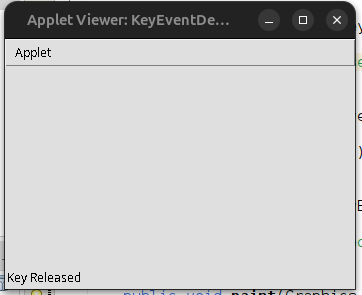 Applet Viewer: KeyEventDe...
Applet
Key Released
public void paint(Graphics